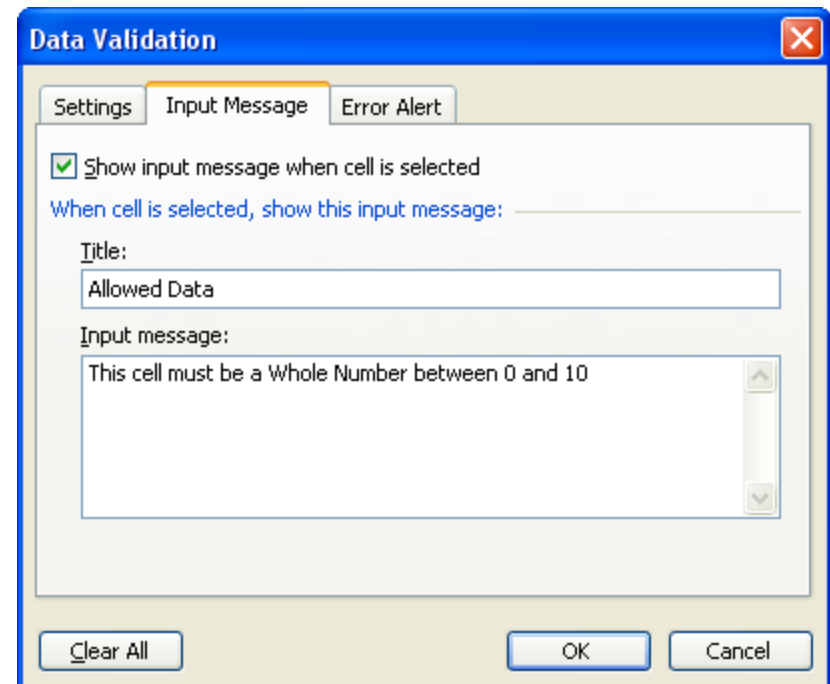 Data Validation
Settings Input Message Error Alert
Show input message when cell is selected
When cell is selected, show this input message:
Title:
Allowed Data
Input message:
This cell must be a Whole Number between 0 and 10
Clear All OK Cancel